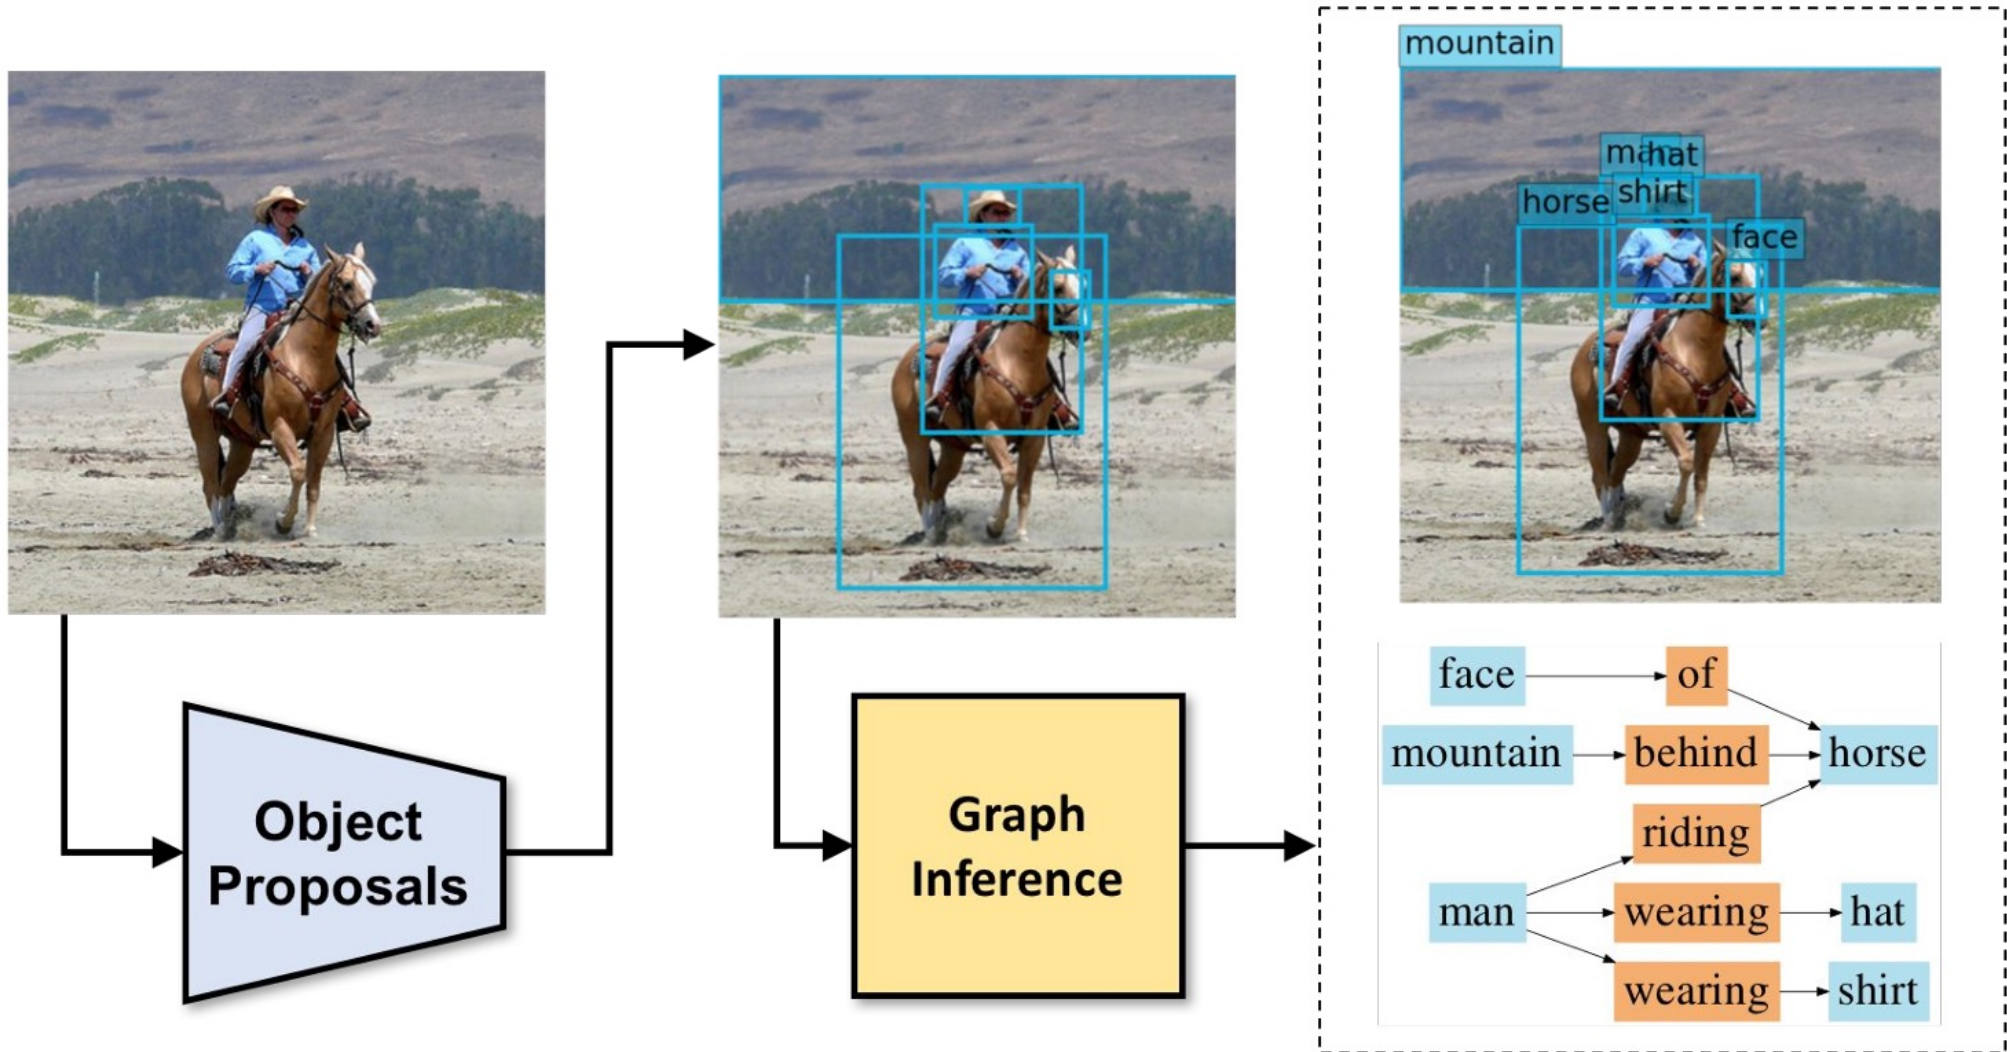 mountain
man
hat
horse
shirt
face
Object
Proposals
Graph
Inference
face of
mountain behind horse
riding
man wearing hat
wearing shirt